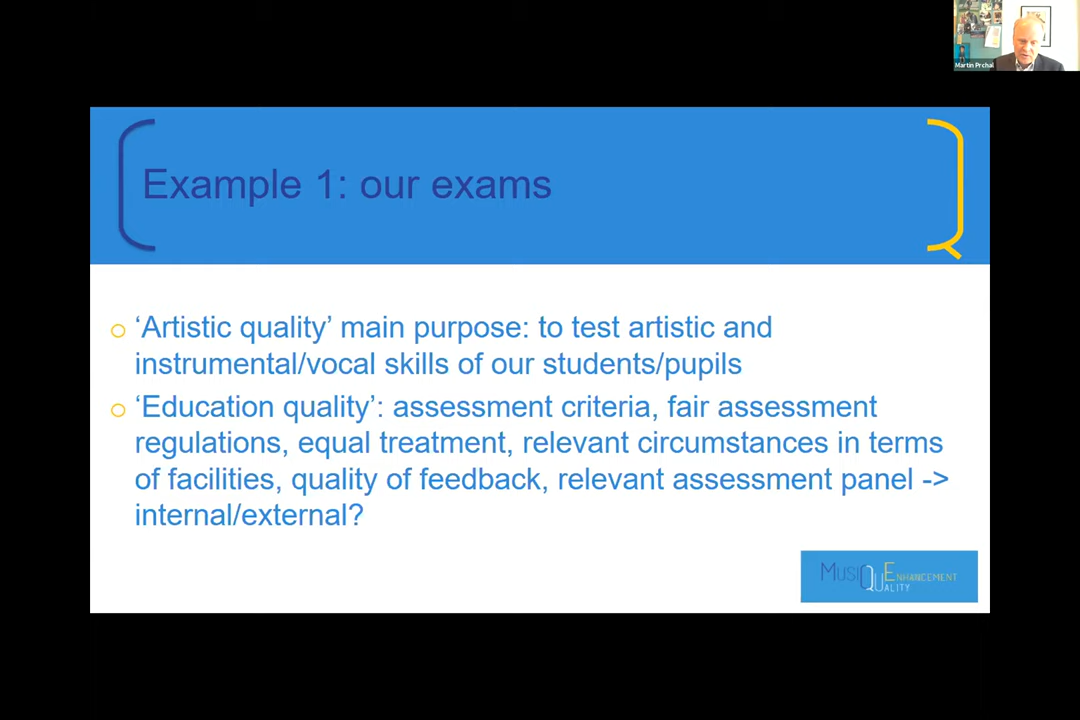 Martin Prchal
Example 1: our exams
‘Artistic quality’ main purpose: to test artistic and
instrumental/vocal skills of our students/pupils
‘Education quality’: assessment criteria, fair assessment
regulations, equal treatment, relevant circumstances in terms
of facilities, quality of feedback, relevant assessment panel ->
internal/external?
MUSIQUE ENHANCEMENT
QUALITY